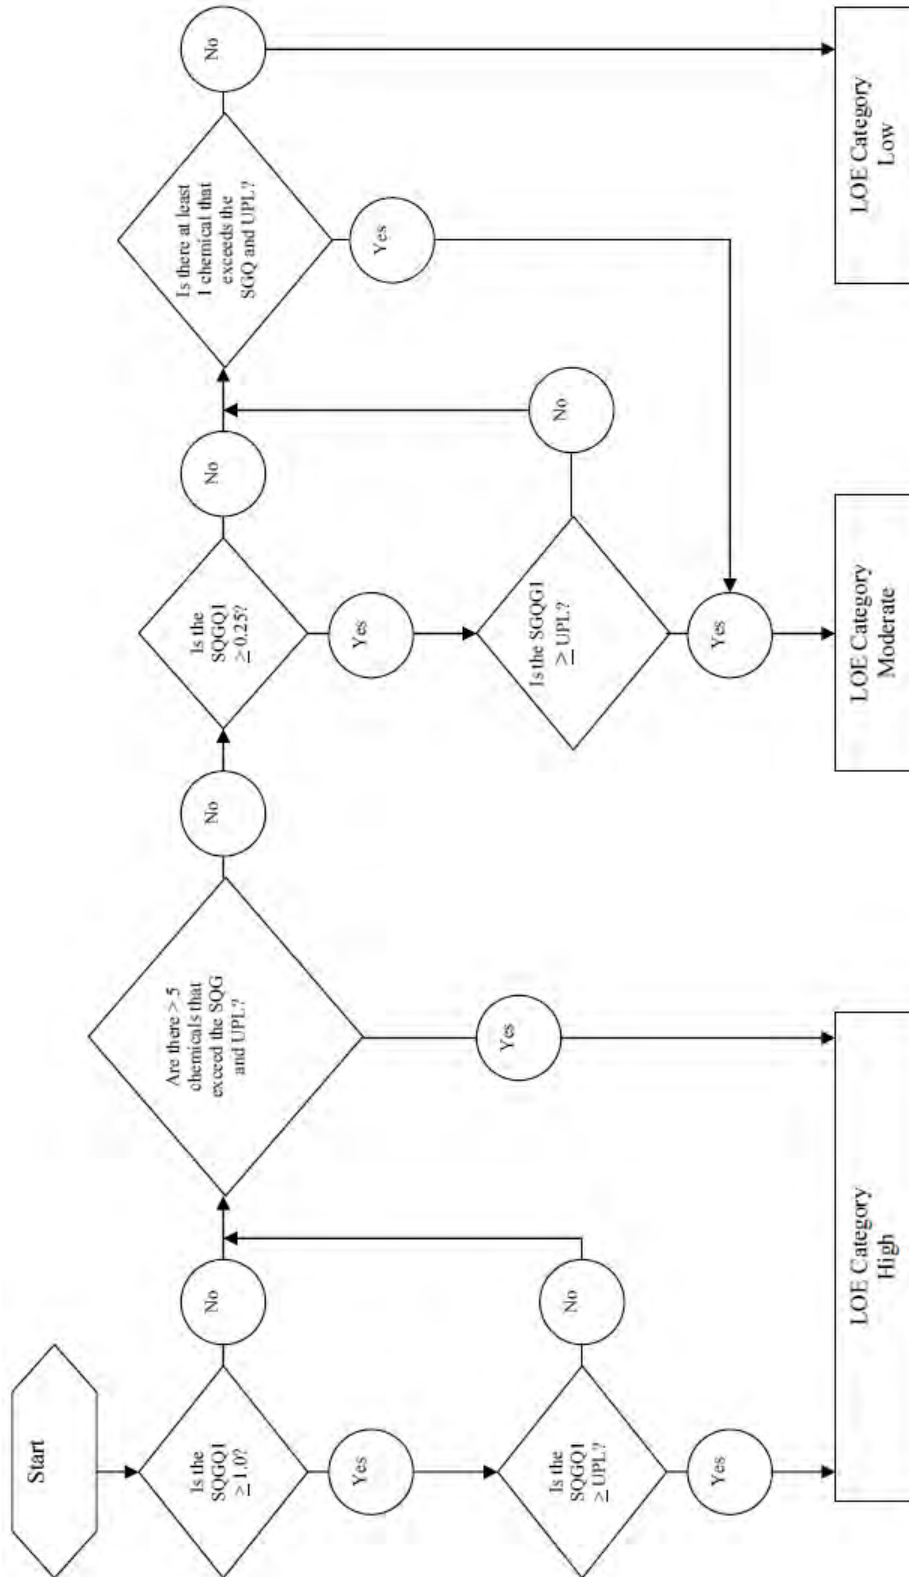 Start
Is the
SQGQ1
≥ 1.0?
No
Yes
Is the
SQGQ1
≥ UPL?
No
Yes
LOE Category
High
Are there > 5
chemicals that
exceed the SQG
and UPL?
No
Yes
Is the
SQGQ1
≥ 0.25?
No
Yes
Is the SGQG1
≥ UPL?
No
Yes
LOE Category
Moderate
Is there at least
1 chemical that
exceeds the
SGQ and UPL?
No
Yes
LOE Category
Low